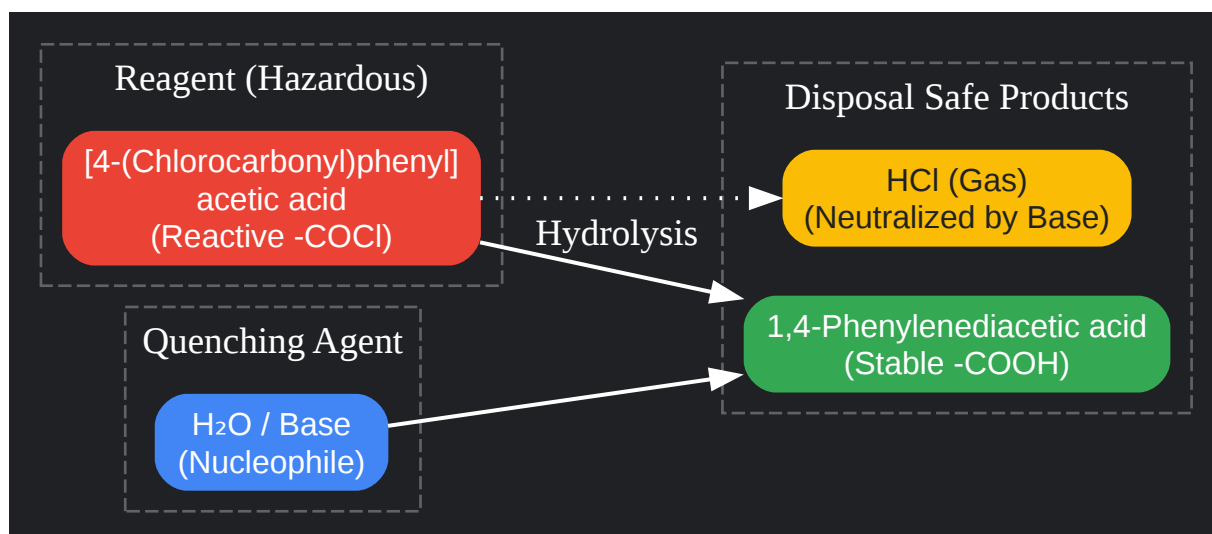 Reagent (Hazardous)
[4-(Chlorocarbonyl)phenyl]
acetic acid
(Reactive -COCl)
Hydrolysis
Quenching Agent
H₂O / Base
(Nucleophile)
Disposal Safe Products
HCl (Gas)
(Neutralized by Base)
1,4-Phenylenediacetic acid
(Stable -COOH)